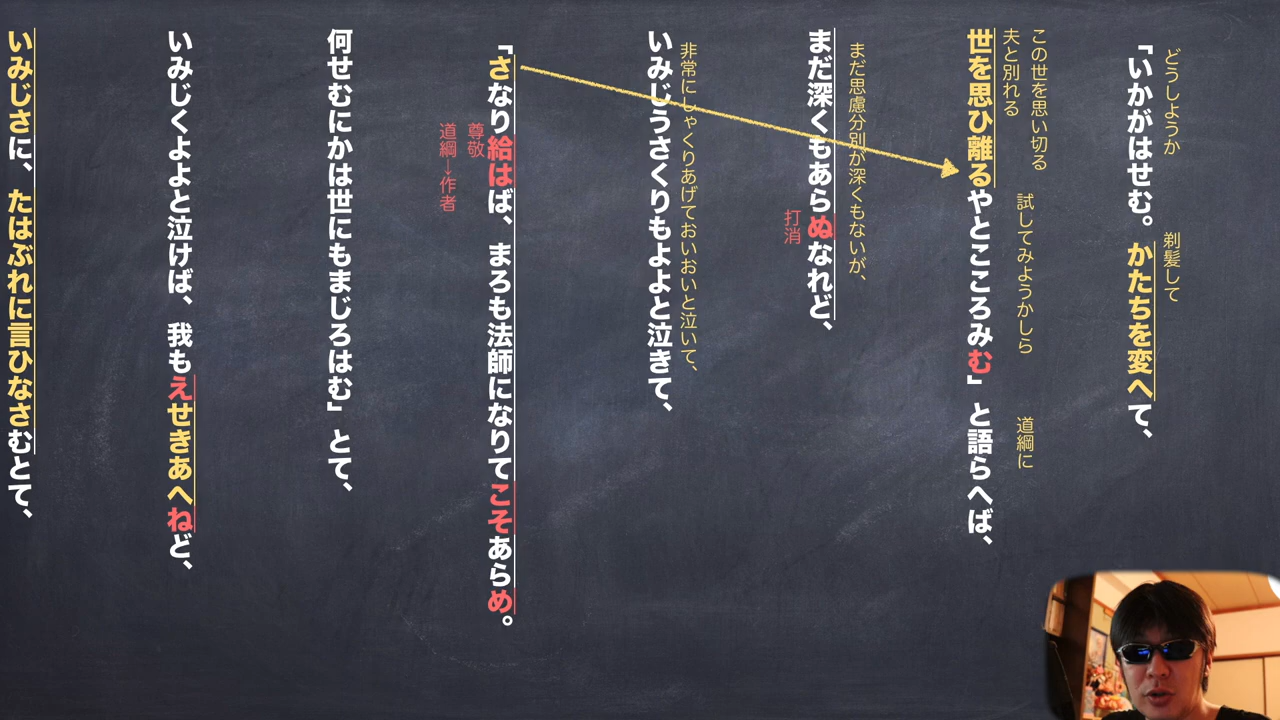 どうしようか
剃髪して
「いかがはせむ。かたちを変へて、
この世を思い切る
夫と別れる
試してみようかしら
道綱に
世を思ひ離るやとこころみむ」と語らへば、
まだ思慮分別が深くもないが、
まだ深くもあらぬなれど、
打消
非常にしゃくりあげておいおいと泣いて、
いみじうさくりもよよと泣きて、
「さなり給はば、まろも法師になりてこそあらめ。
尊敬
道綱→作者
何せむにかは世にもまじろはむ」とて、
いみじくよよと泣けば、我もえせきあへねど、
いみじさに、たはぶれに言ひなさむとて、